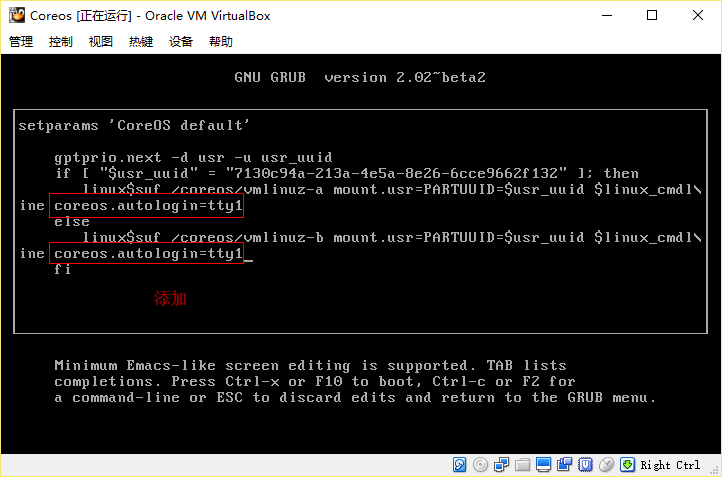 Coreos [正在运行] - Oracle VM VirtualBox
管理 控制 视图 热键 设备 帮助
GNU GRUB version 2.02~beta2
setparams 'CoreOS default'
gptprio.next -d usr -u usr_uuid
if [ "$usr_uuid" = "7130c94a-213a-4e5a-8e26-6cce9662f132" ]; then
linux$suf /coreos/vmlinuz-a mount.usr=PARTUUID=$usr_uuid $linux_cmdl\
ine coreos.autologin=tty1
else
linux$suf /coreos/vmlinuz-b mount.usr=PARTUUID=$usr_uuid $linux_cmdl\
ine coreos.autologin=tty1_
fi
添加
Minimum Emacs-like screen editing is supported. TAB lists
completions. Press Ctrl-x or F10 to boot, Ctrl-c or F2 for
a command-line or ESC to discard edits and return to the GRUB menu.
Right Ctrl